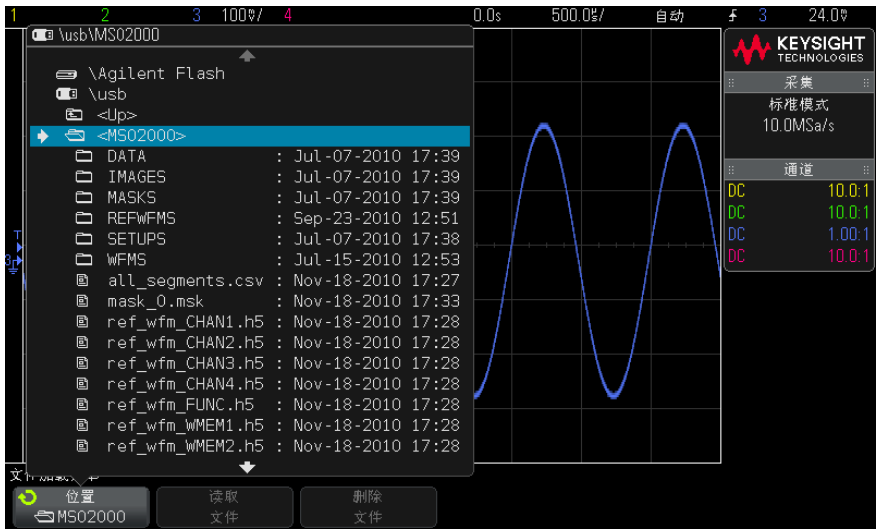 1 2 3 100♥/ 4 0.0s 500.0♥/ 自动 3 24.0♥
\usb\MSO2000
\Agilent Flash
\usb
<Up>
<MSO2000>
DATA : Jul-07-2010 17:39
IMAGES : Jul-07-2010 17:39
MASKS : Jul-07-2010 17:39
REFWFMS : Sep-23-2010 12:51
SETUPS : Jul-07-2010 17:38
WFMS : Jul-15-2010 12:53
all_segments.csv : Nov-18-2010 17:27
mask_0.msk : Nov-18-2010 17:33
ref_wfm_CHAN1.h5 : Nov-18-2010 17:28
ref_wfm_CHAN2.h5 : Nov-18-2010 17:28
ref_wfm_CHAN3.h5 : Nov-18-2010 17:28
ref_wfm_CHAN4.h5 : Nov-18-2010 17:28
ref_wfm_FUNC.h5 : Nov-18-2010 17:28
ref_wfm_WMEM1.h5 : Nov-18-2010 17:28
ref_wfm_WMEM2.h5 : Nov-18-2010 17:28
T
3
KEYSIGHT
TECHNOLOGIES
采集
标准模式
10.0MSa/s
通道
DC 10.0:1
DC 10.0:1
DC 1.00:1
DC 10.0:1
位置
MSO2000
读取
文件
删除
文件